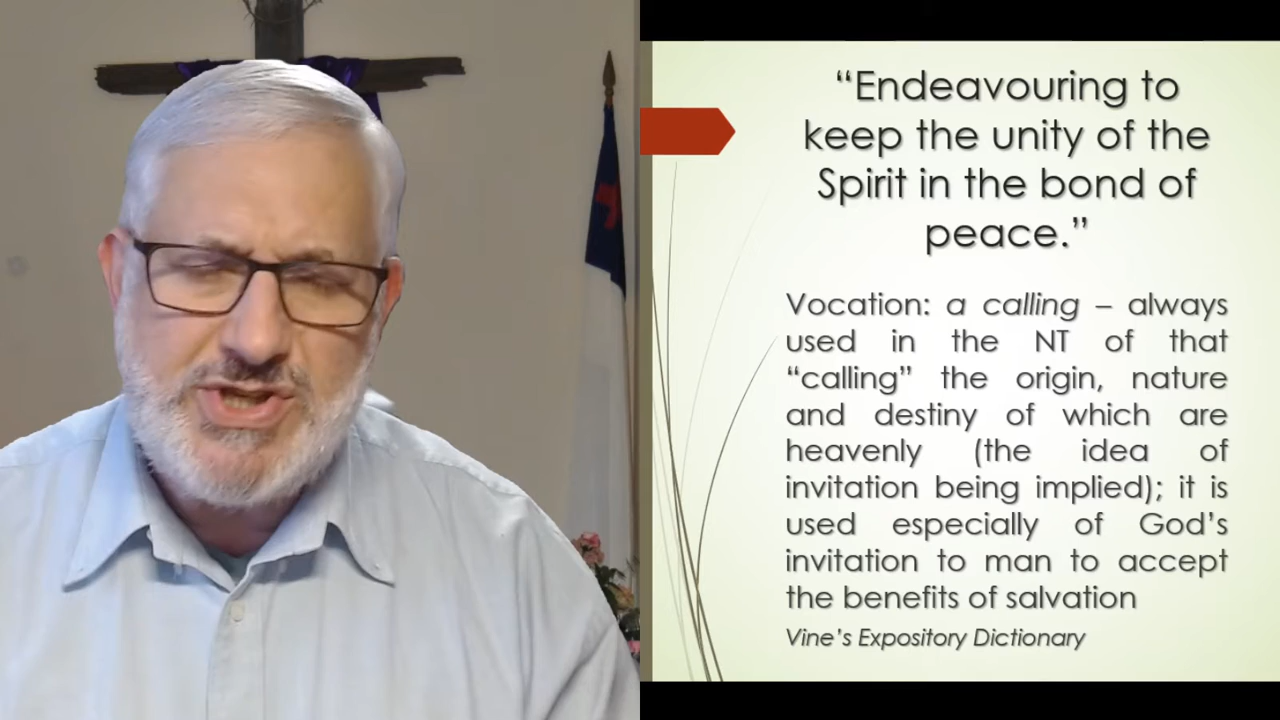 “Endeavouring to
keep the unity of the
Spirit in the bond of
peace.”
Vocation: a calling – always
used in the NT of that
“calling” the origin, nature
and destiny of which are
heavenly (the idea of
invitation being implied); it is
used especially of God’s
invitation to man to accept
the benefits of salvation
Vine’s Expository Dictionary